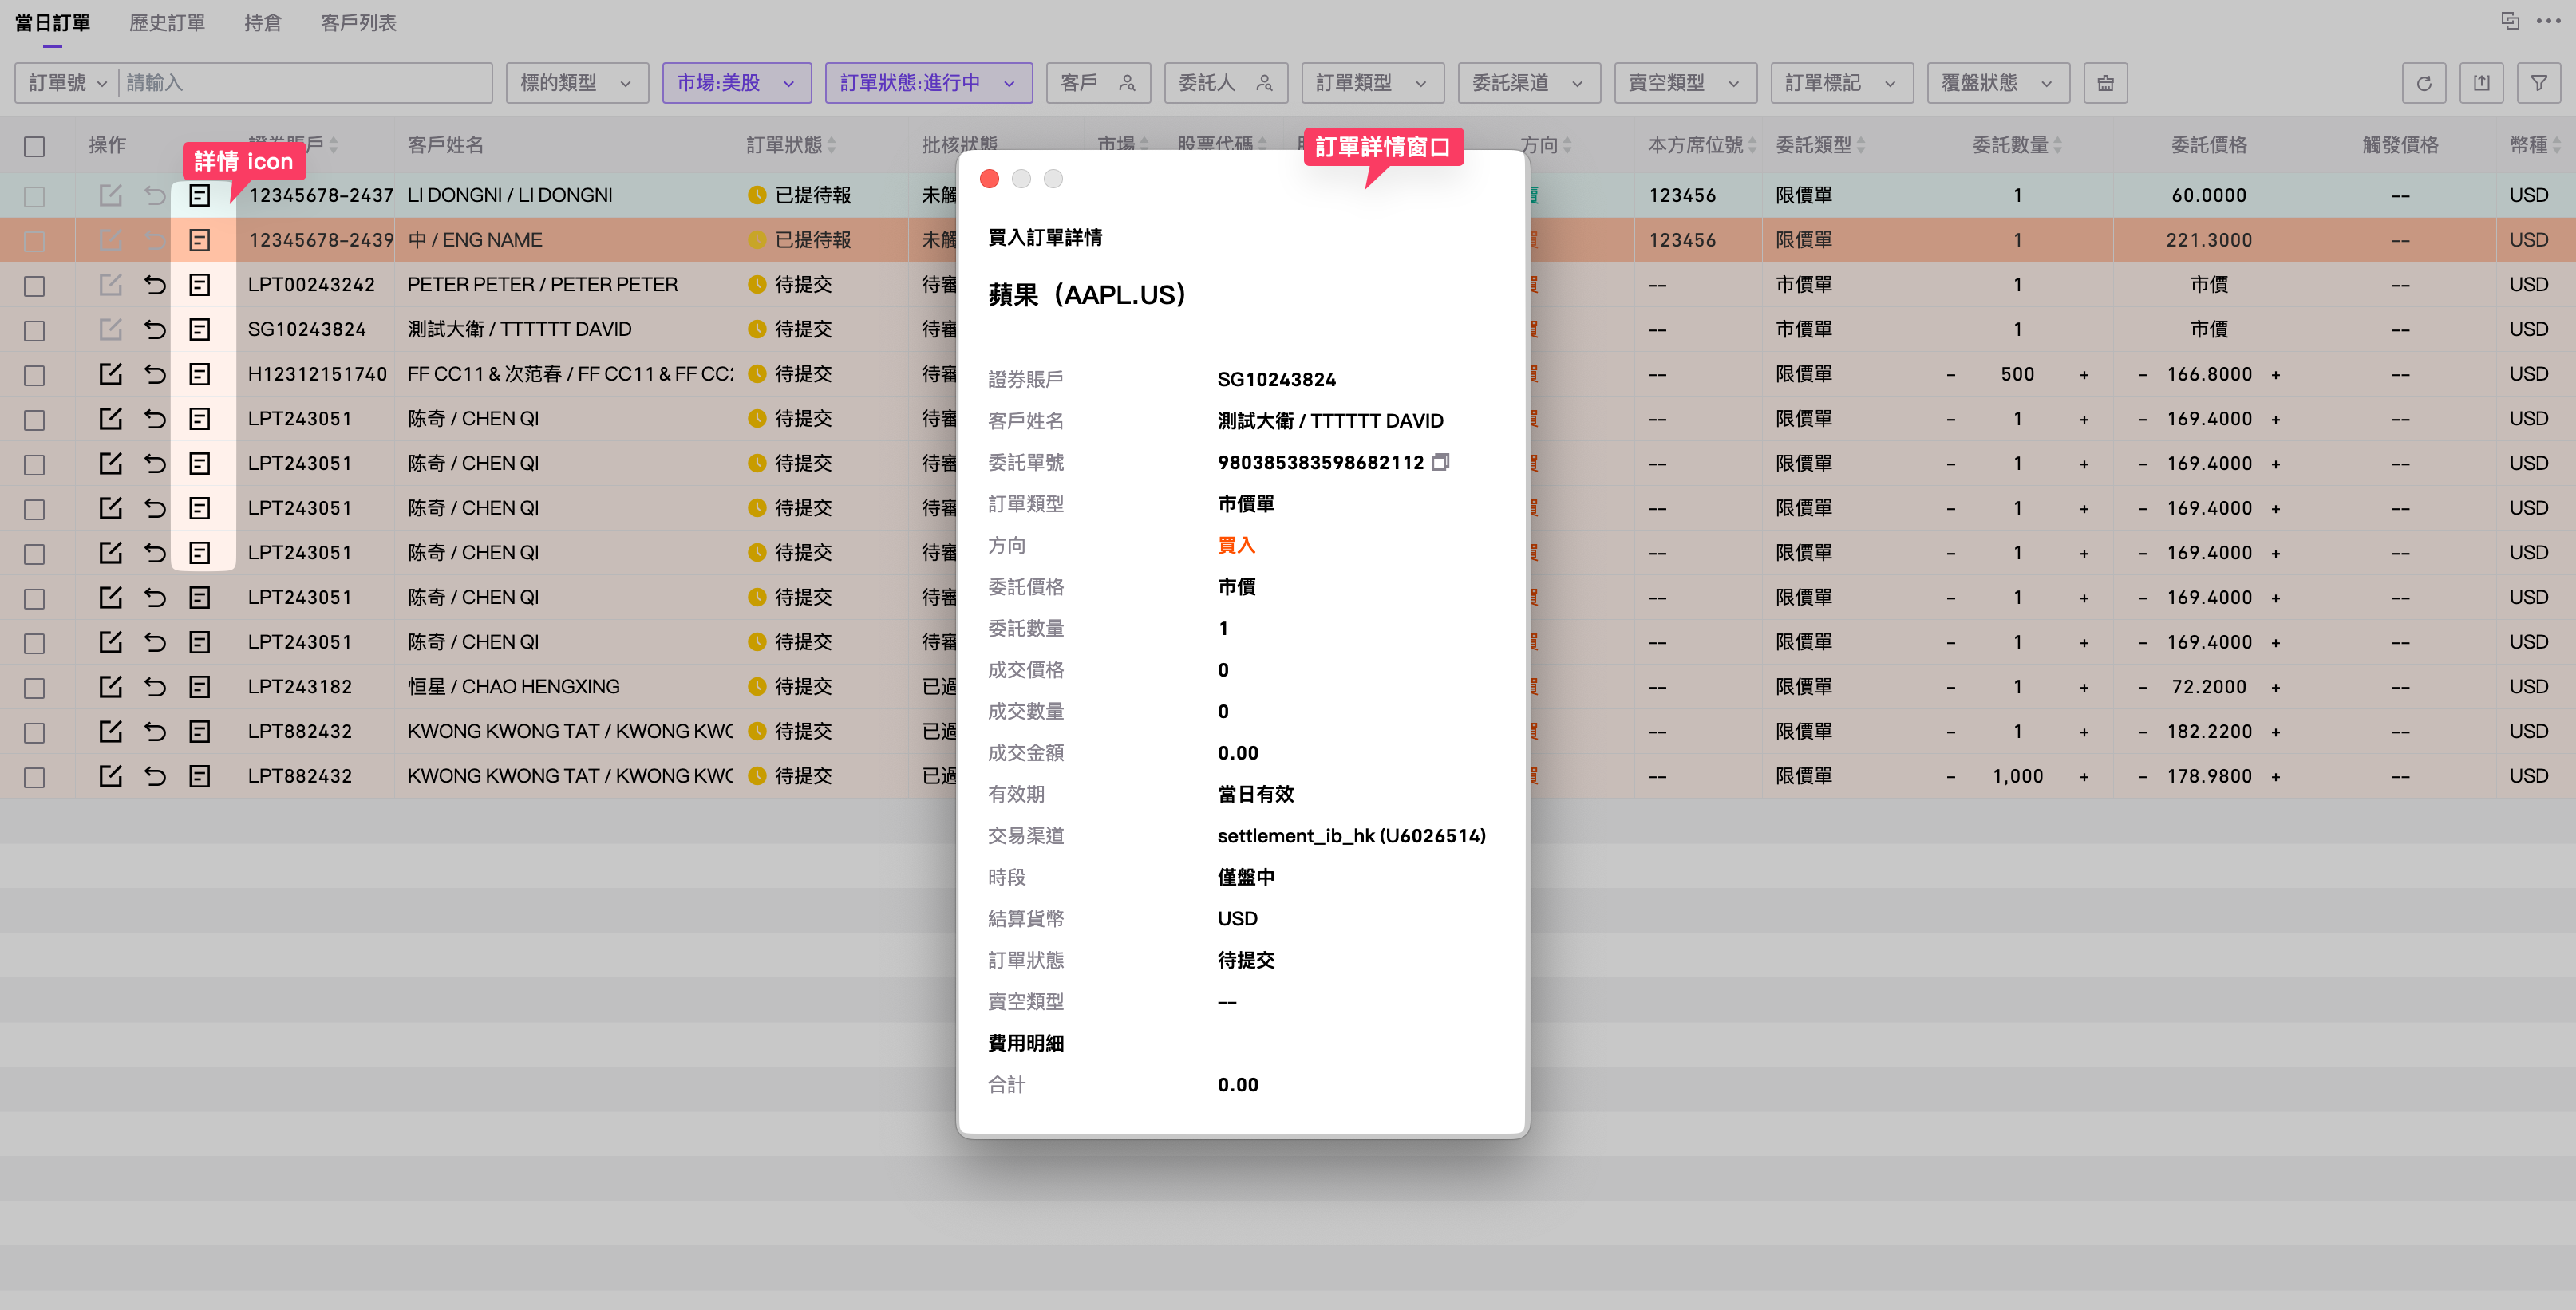 當日訂單 歷史訂單 持倉 客戶列表
訂單號 請輸入 標的類型 市場:美股 訂單狀態:進行中 客戶 委託人 訂單類型 委託渠道 賣空類型 訂單標記 覆盤狀態
操作 客戶姓名 訂單狀態 批核狀態 市場 股票代碼 方向 本方席位號 委託類型 委託數量 委託價格 觸發價格 幣種
詳情 icon
訂單詳情窗口
12345678-2437 LI DONGNI / LI DONGNI 已提待報 未觸 123456 限價單 1 60.0000 -- USD
12345678-2439 中 / ENG NAME 已提待報 未觸 123456 限價單 1 221.3000 -- USD
LPT00243242 PETER PETER / PETER PETER 待提交 待審 -- 市價單 1 市價 -- USD
SG10243824 測試大衛 / TTTTTT DAVID 待提交 待審 -- 市價單 1 市價 -- USD
H12312151740 FF CC11 & 次范春 / FF CC11 & FF CC 待提交 待審 -- 限價單 - 500 + - 166.8000 + -- USD
LPT243051 陈奇 / CHEN QI 待提交 待審 -- 限價單 - 1 + - 169.4000 + -- USD
LPT243051 陈奇 / CHEN QI 待提交 待審 -- 限價單 - 1 + - 169.4000 + -- USD
LPT243051 陈奇 / CHEN QI 待提交 待審 -- 限價單 - 1 + - 169.4000 + -- USD
LPT243051 陈奇 / CHEN QI 待提交 待審 -- 限價單 - 1 + - 169.4000 + -- USD
LPT243051 陈奇 / CHEN QI 待提交 待審 -- 限價單 - 1 + - 169.4000 + -- USD
LPT243051 陈奇 / CHEN QI 待提交 待審 -- 限價單 - 1 + - 169.4000 + -- USD
LPT243182 恒星 / CHAO HENGXING 待提交 已過 -- 限價單 - 1 + - 72.2000 + -- USD
LPT882432 KWONG KWONG TAT / KWONG KWO 待提交 已過 -- 限價單 - 1 + - 182.2200 + -- USD
LPT882432 KWONG KWONG TAT / KWONG KWO 待提交 已過 -- 限價單 - 1,000 + - 178.9800 + -- USD
買入訂單詳情
蘋果（AAPL.US）
證券賬戶 SG10243824
客戶姓名 測試大衛 / TTTTTT DAVID
委託單號 980385383598682112
訂單類型 市價單
方向 買入
委託價格 市價
委託數量 1
成交價格 0
成交數量 0
成交金額 0.00
有效期 當日有效
交易渠道 settlement_ib_hk (U6026514)
時段 僅盤中
結算貨幣 USD
訂單狀態 待提交
賣空類型 --
費用明細
合計 0.00